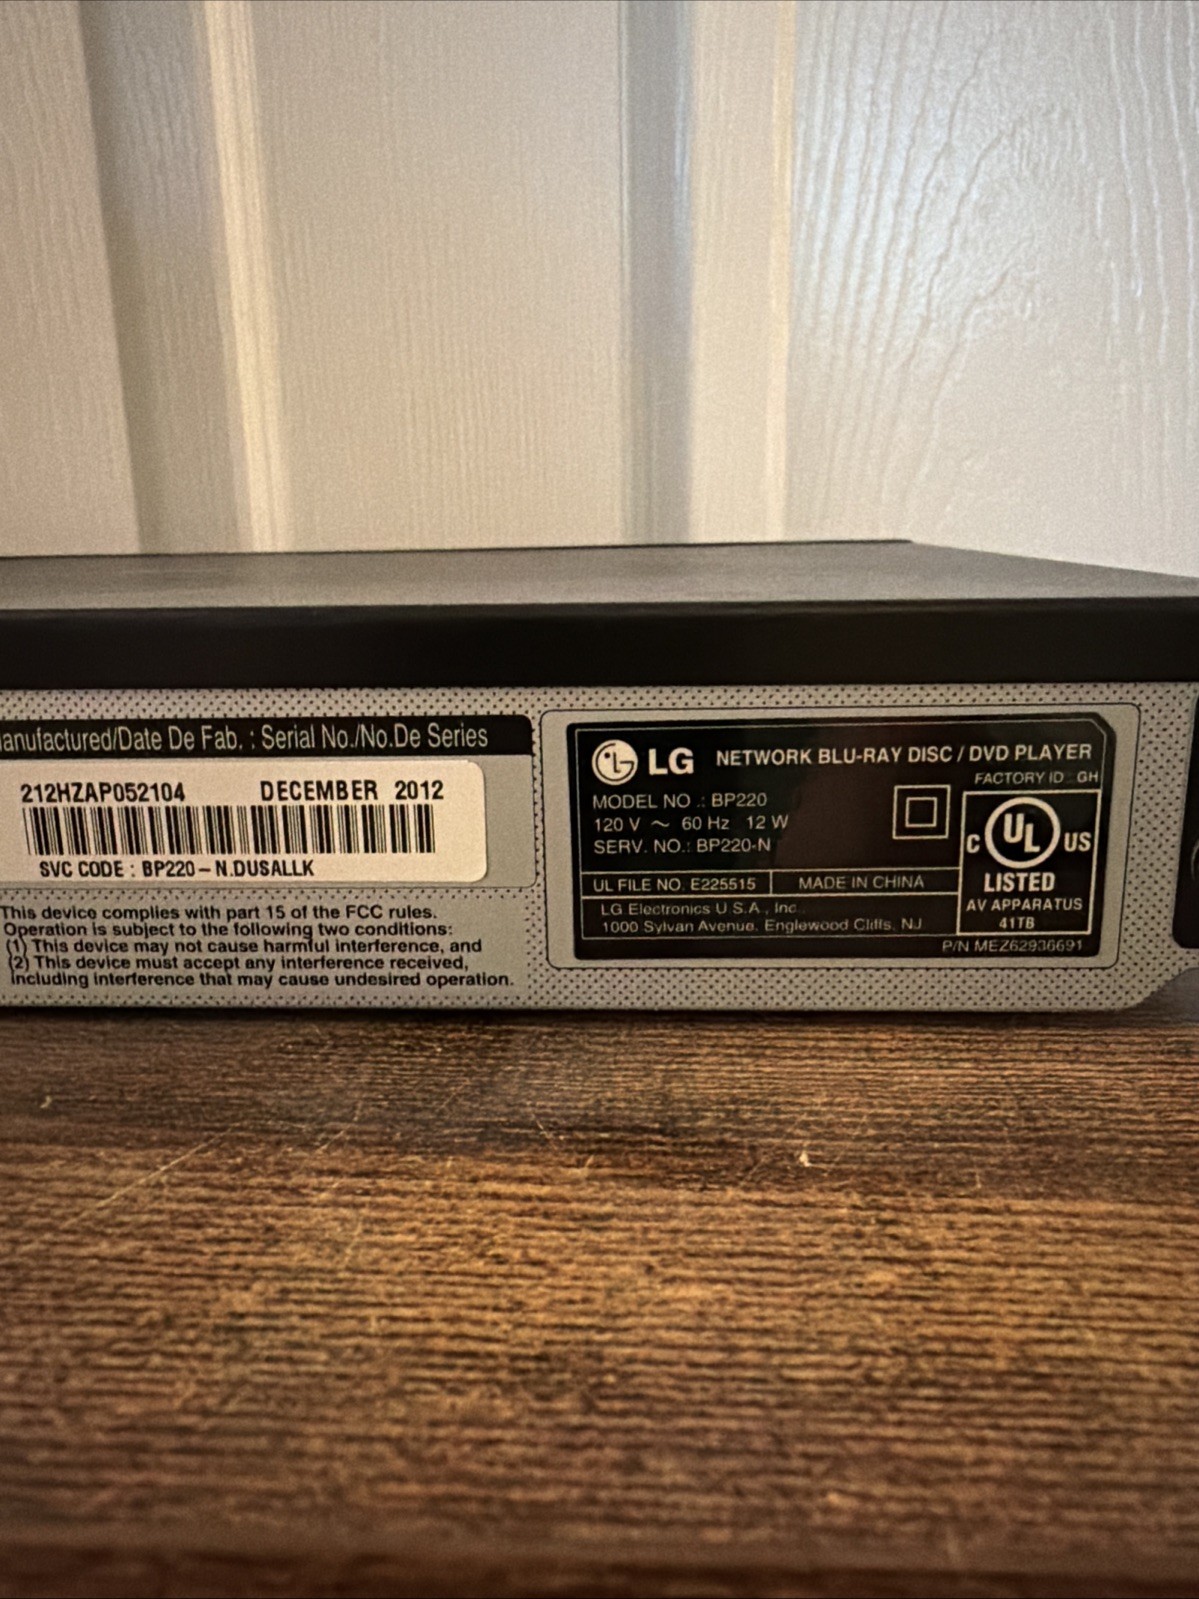 anufactured/Date De Fab. : Serial No./No.De Series
212HZAP052104 DECEMBER 2012
SVC CODE : BP220-N.DUSALLK
This device complies with part 15 of the FCC rules.
Operation is subject to the following two conditions:
(1) This device may not cause harmful interference, and
(2) This device must accept any interference received,
including interference that may cause undesired operation.
LG NETWORK BLU-RAY DISC / DVD PLAYER
FACTORY ID : GH
MODEL NO .: BP220
120 V ~ 60 Hz 12 W
SERV. NO.: BP220-N
UL FILE NO. E225515 MADE IN CHINA
LG Electronics U.S.A., Inc.
1000 Sylvan Avenue. Englewood Cliffs, NJ
C UL US
LISTED
AV APPARATUS
41TB
P/N MEZ62936691